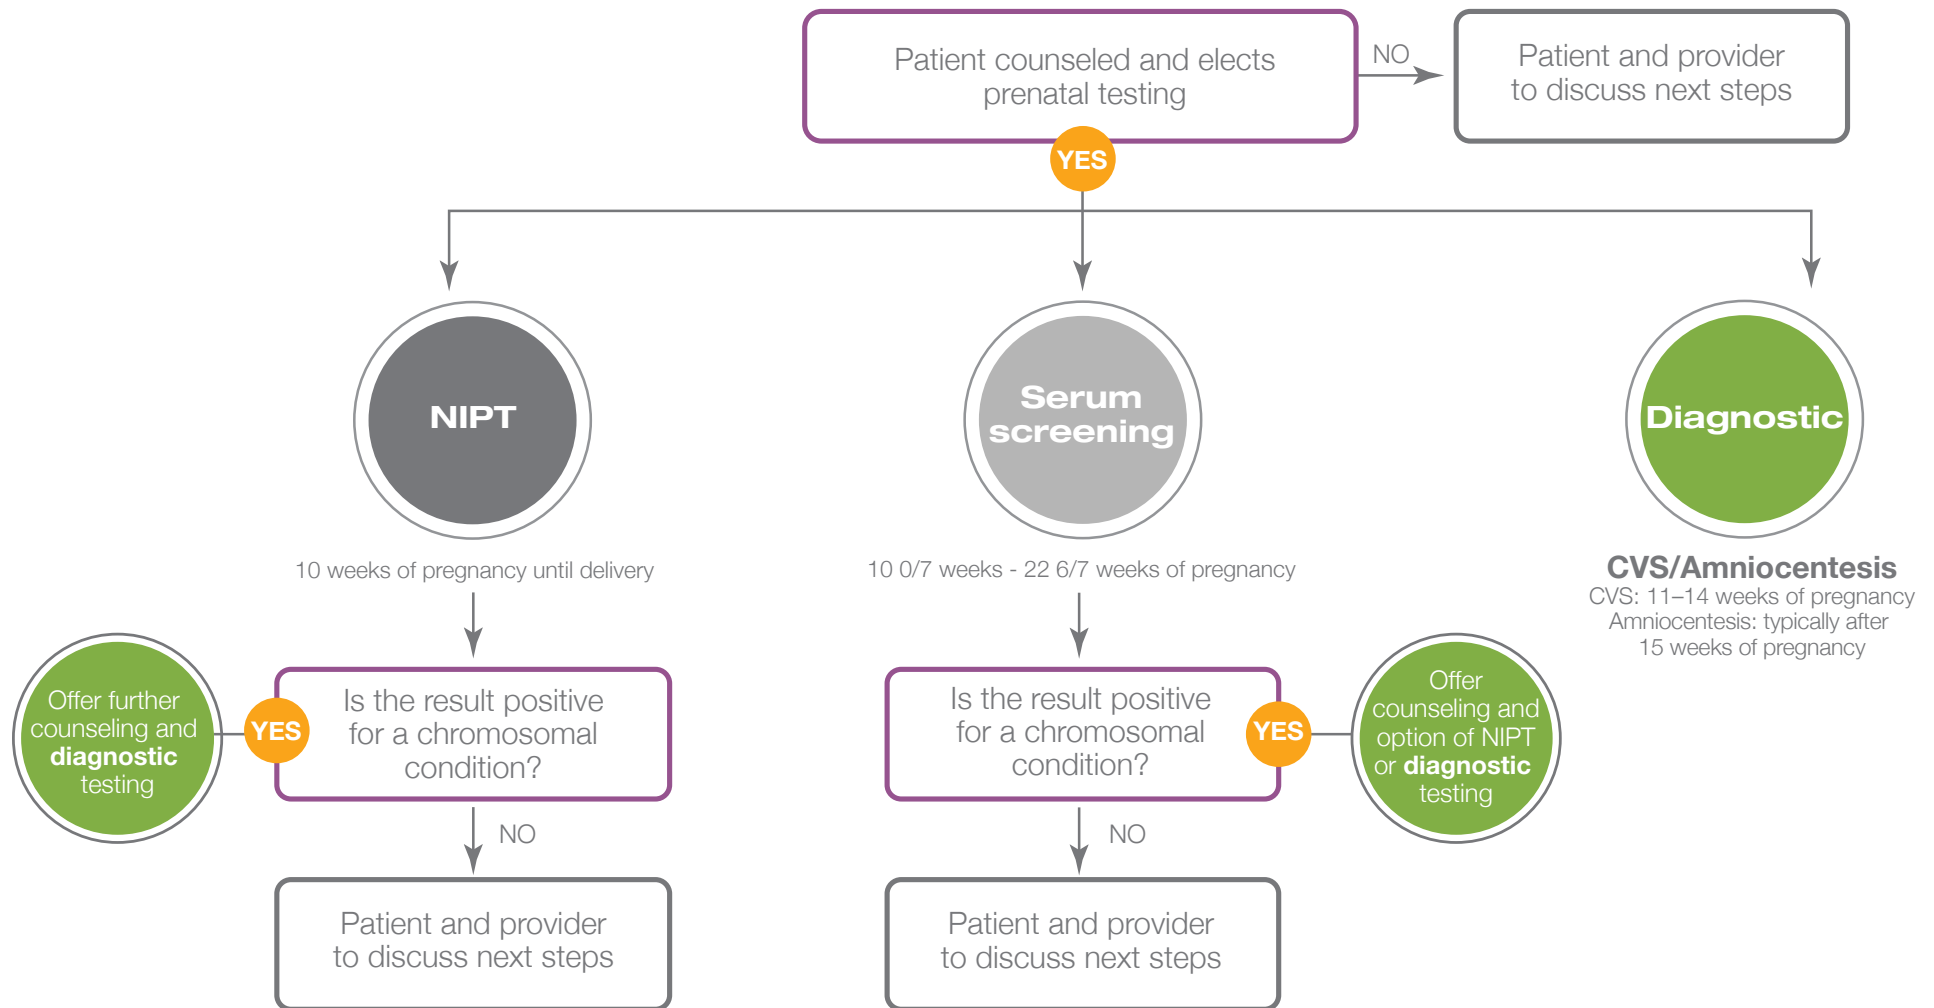 Patient counseled and elects
prenatal testing
NO
Patient and provider
to discuss next steps
YES
NIPT
10 weeks of pregnancy until delivery
Serum
screening
10 0/7 weeks - 22 6/7 weeks of pregnancy
Diagnostic
CVS/Amniocentesis
CVS: 11–14 weeks of pregnancy
Amniocentesis: typically after
15 weeks of pregnancy
Offer further
counseling and
diagnostic
testing
YES
Is the result positive
for a chromosomal
condition?
NO
Patient and provider
to discuss next steps
Is the result positive
for a chromosomal
condition?
YES
Offer
counseling and
option of NIPT
or diagnostic
testing
NO
Patient and provider
to discuss next steps